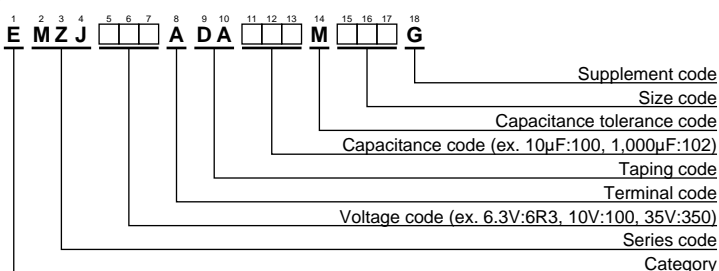 1 2 3 4 5 6 7 8 9 10 11 12 13 14 15 16 17 18
E M Z J A D A M G
Supplement code
Size code
Capacitance tolerance code
Capacitance code (ex. 10μF:100, 1,000μF:102)
Taping code
Terminal code
Voltage code (ex. 6.3V:6R3, 10V:100, 35V:350)
Series code
Category